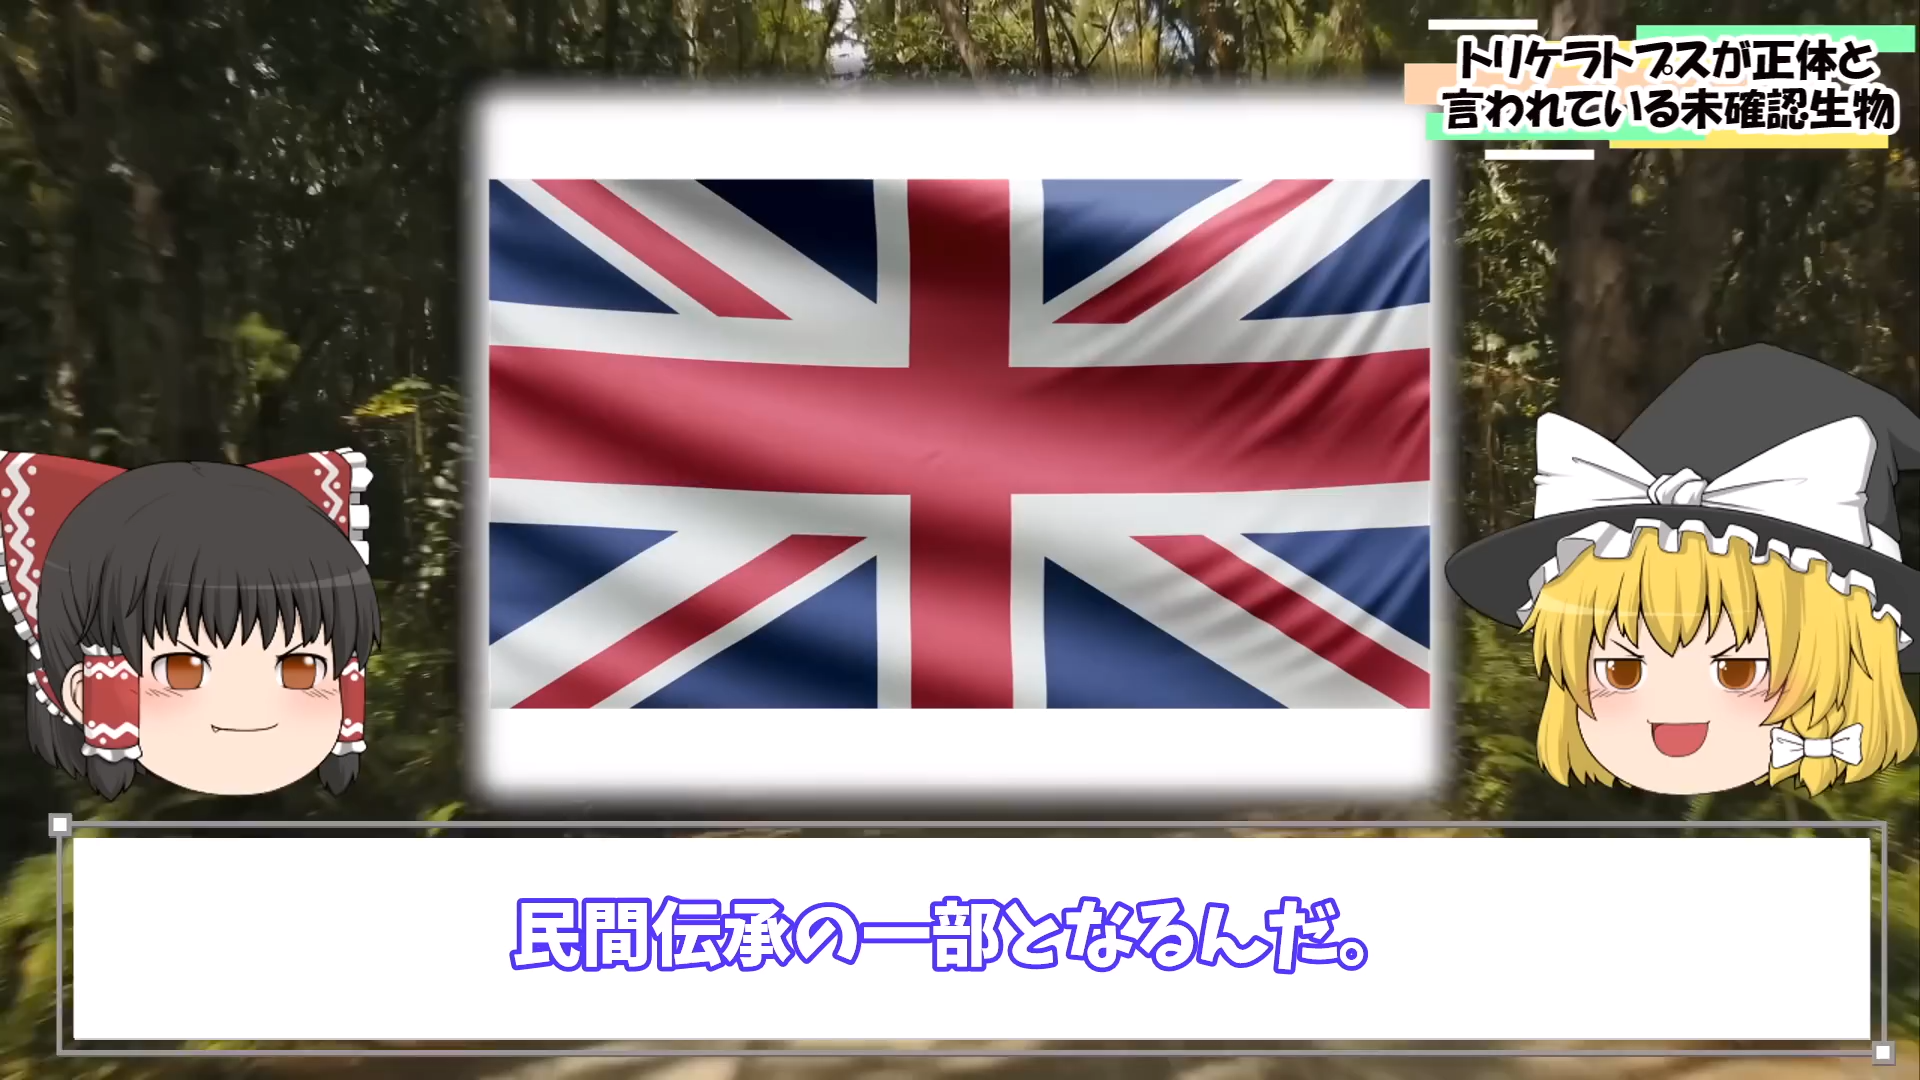 トリケラトプスが正体と
言われている未確認生物
民間伝承の一部となるんだ。